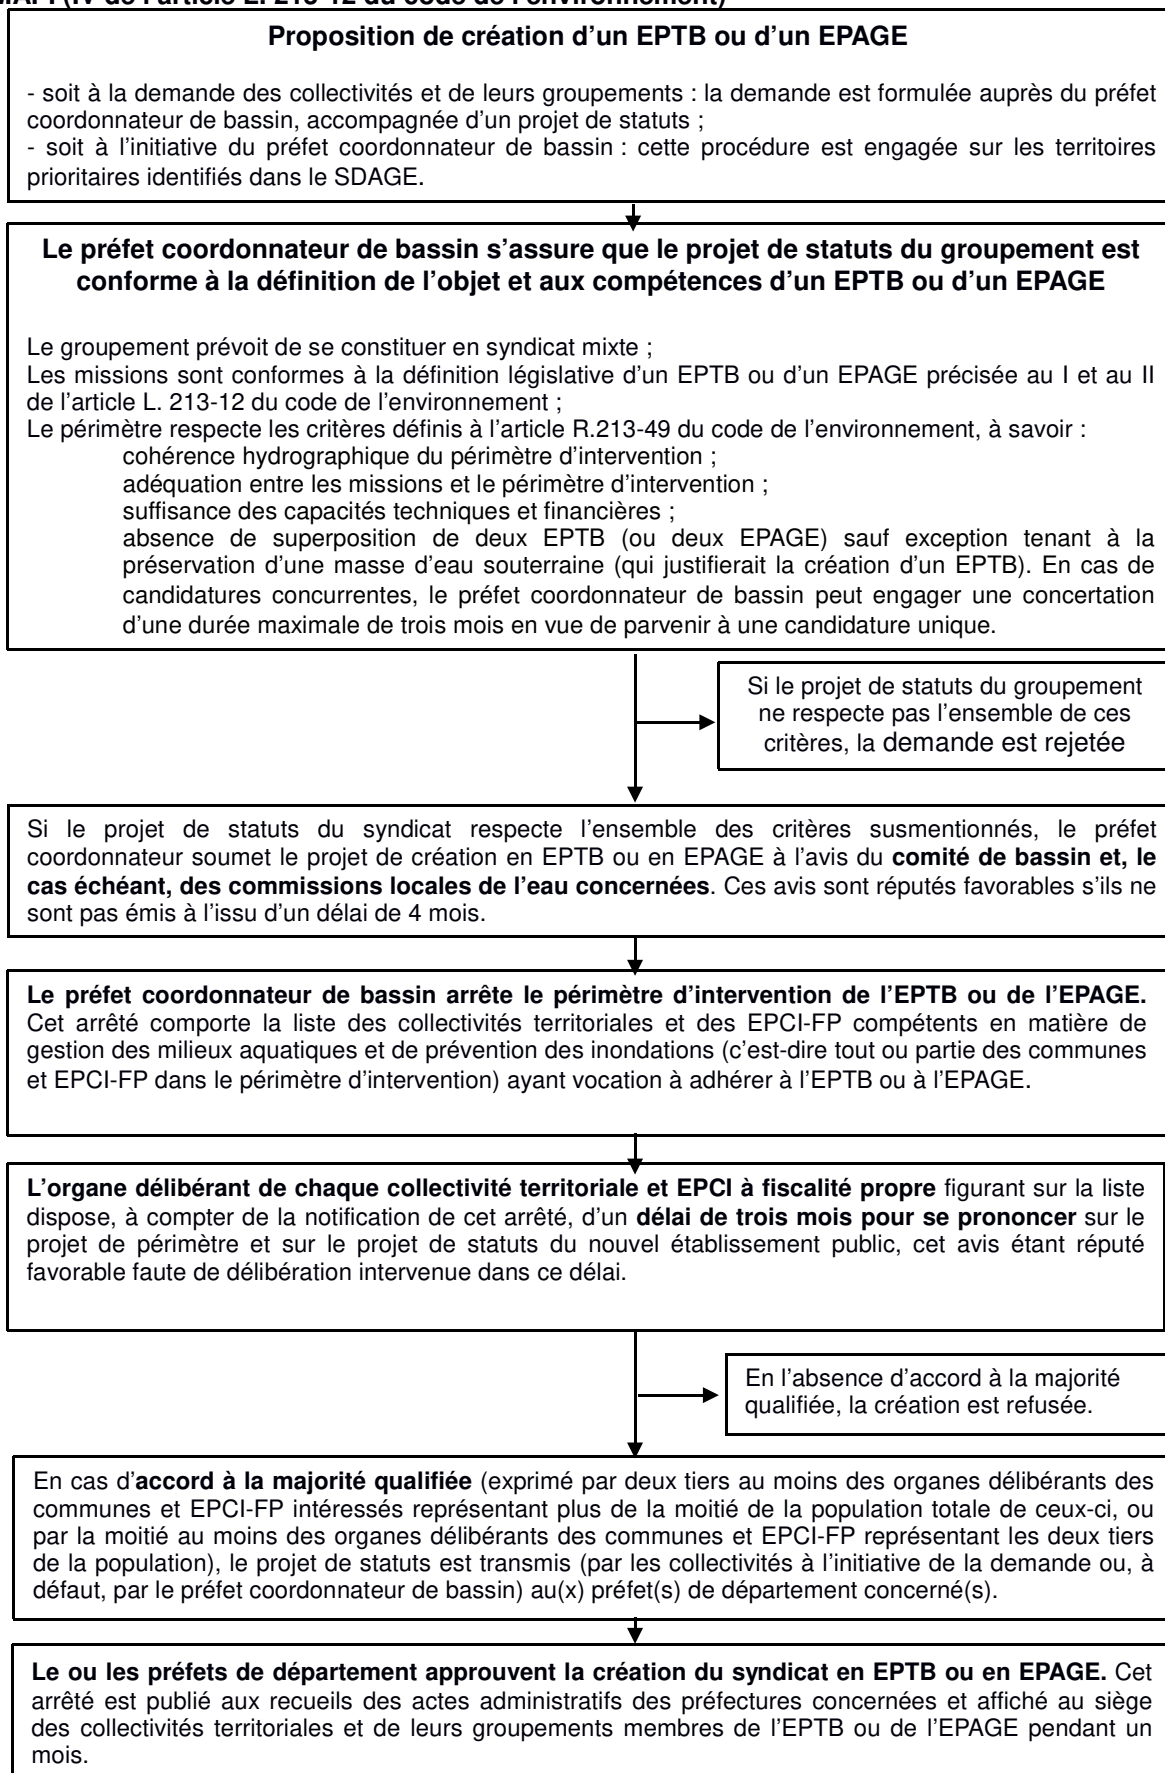 (IV de l'article L. 213-12 du code de l'environnement)
Proposition de création d'un EPTB ou d'un EPAGE
- soit à la demande des collectivités et de leurs groupements : la demande est formulée auprès du préfet
coordonnateur de bassin, accompagnée d'un projet de statuts ;
- soit à l'initiative du préfet coordonnateur de bassin : cette procédure est engagée sur les territoires
prioritaires identifiés dans le SDAGE.
Le préfet coordonnateur de bassin s'assure que le projet de statuts du groupement est
conforme à la définition de l'objet et aux compétences d'un EPTB ou d'un EPAGE
Le groupement prévoit de se constituer en syndicat mixte ;
Les missions sont conformes à la définition législative d'un EPTB ou d'un EPAGE précisée au I et au II
de l'article L. 213-12 du code de l'environnement ;
Le périmètre respecte les critères définis à l'article R.213-49 du code de l'environnement, à savoir :
cohérence hydrographique du périmètre d'intervention ;
adéquation entre les missions et le périmètre d'intervention ;
suffisance des capacités techniques et financières ;
absence de superposition de deux EPTB (ou deux EPAGE) sauf exception tenant à la
préservation d'une masse d'eau souterraine (qui justifierait la création d'un EPTB). En cas de
candidatures concurrentes, le préfet coordonnateur de bassin peut engager une concertation
d'une durée maximale de trois mois en vue de parvenir à une candidature unique.
Si le projet de statuts du groupement
ne respecte pas l'ensemble de ces
critères, la demande est rejetée
Si le projet de statuts du syndicat respecte l'ensemble des critères susmentionnés, le préfet
coordonnateur soumet le projet de création en EPTB ou en EPAGE à l'avis du comité de bassin et, le
cas échéant, des commissions locales de l'eau concernées. Ces avis sont réputés favorables s'ils ne
sont pas émis à l'issu d'un délai de 4 mois.
Le préfet coordonnateur de bassin arrête le périmètre d'intervention de l'EPTB ou de l'EPAGE.
Cet arrêté comporte la liste des collectivités territoriales et des EPCI-FP compétents en matière de
gestion des milieux aquatiques et de prévention des inondations (c'est-dire tout ou partie des communes
et EPCI-FP dans le périmètre d'intervention) ayant vocation à adhérer à l'EPTB ou à l'EPAGE.
L'organe délibérant de chaque collectivité territoriale et EPCI à fiscalité propre figurant sur la liste
dispose, à compter de la notification de cet arrêté, d'un délai de trois mois pour se prononcer sur le
projet de périmètre et sur le projet de statuts du nouvel établissement public, cet avis étant réputé
favorable faute de délibération intervenue dans ce délai.
En l'absence d'accord à la majorité
qualifiée, la création est refusée.
En cas d'accord à la majorité qualifiée (exprimé par deux tiers au moins des organes délibérants des
communes et EPCI-FP intéressés représentant plus de la moitié de la population totale de ceux-ci, ou
par la moitié au moins des organes délibérants des communes et EPCI-FP représentant les deux tiers
de la population), le projet de statuts est transmis (par les collectivités à l'initiative de la demande ou, à
défaut, par le préfet coordonnateur de bassin) au(x) préfet(s) de département concerné(s).
Le ou les préfets de département approuvent la création du syndicat en EPTB ou en EPAGE. Cet
arrêté est publié aux recueils des actes administratifs des préfectures concernées et affiché au siège
des collectivités territoriales et de leurs groupements membres de l'EPTB ou de l'EPAGE pendant un
mois.